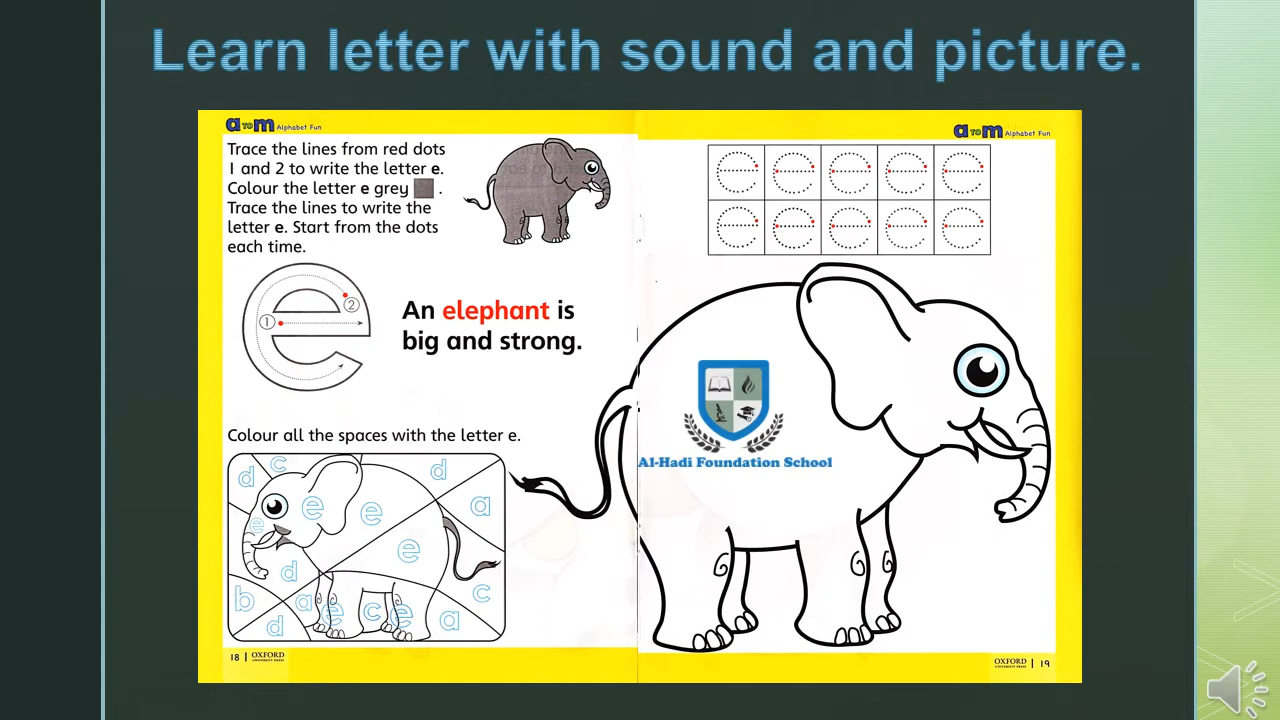 Learn letter with sound and picture.
a TO m Alphabet Fun
Trace the lines from red dots
1 and 2 to write the letter e.
Colour the letter e grey .
Trace the lines to write the
letter e. Start from the dots
each time.
e
1
2
An elephant is
big and strong.
Colour all the spaces with the letter e.
d c d
e e e a
e
d
b a e c e a c
d
18 | OXFORD
UNIVERSITY PRESS
a TO m Alphabet Fun
e e e e e
e e e e e
Al-Hadi Foundation School
OXFORD | 19
UNIVERSITY PRESS